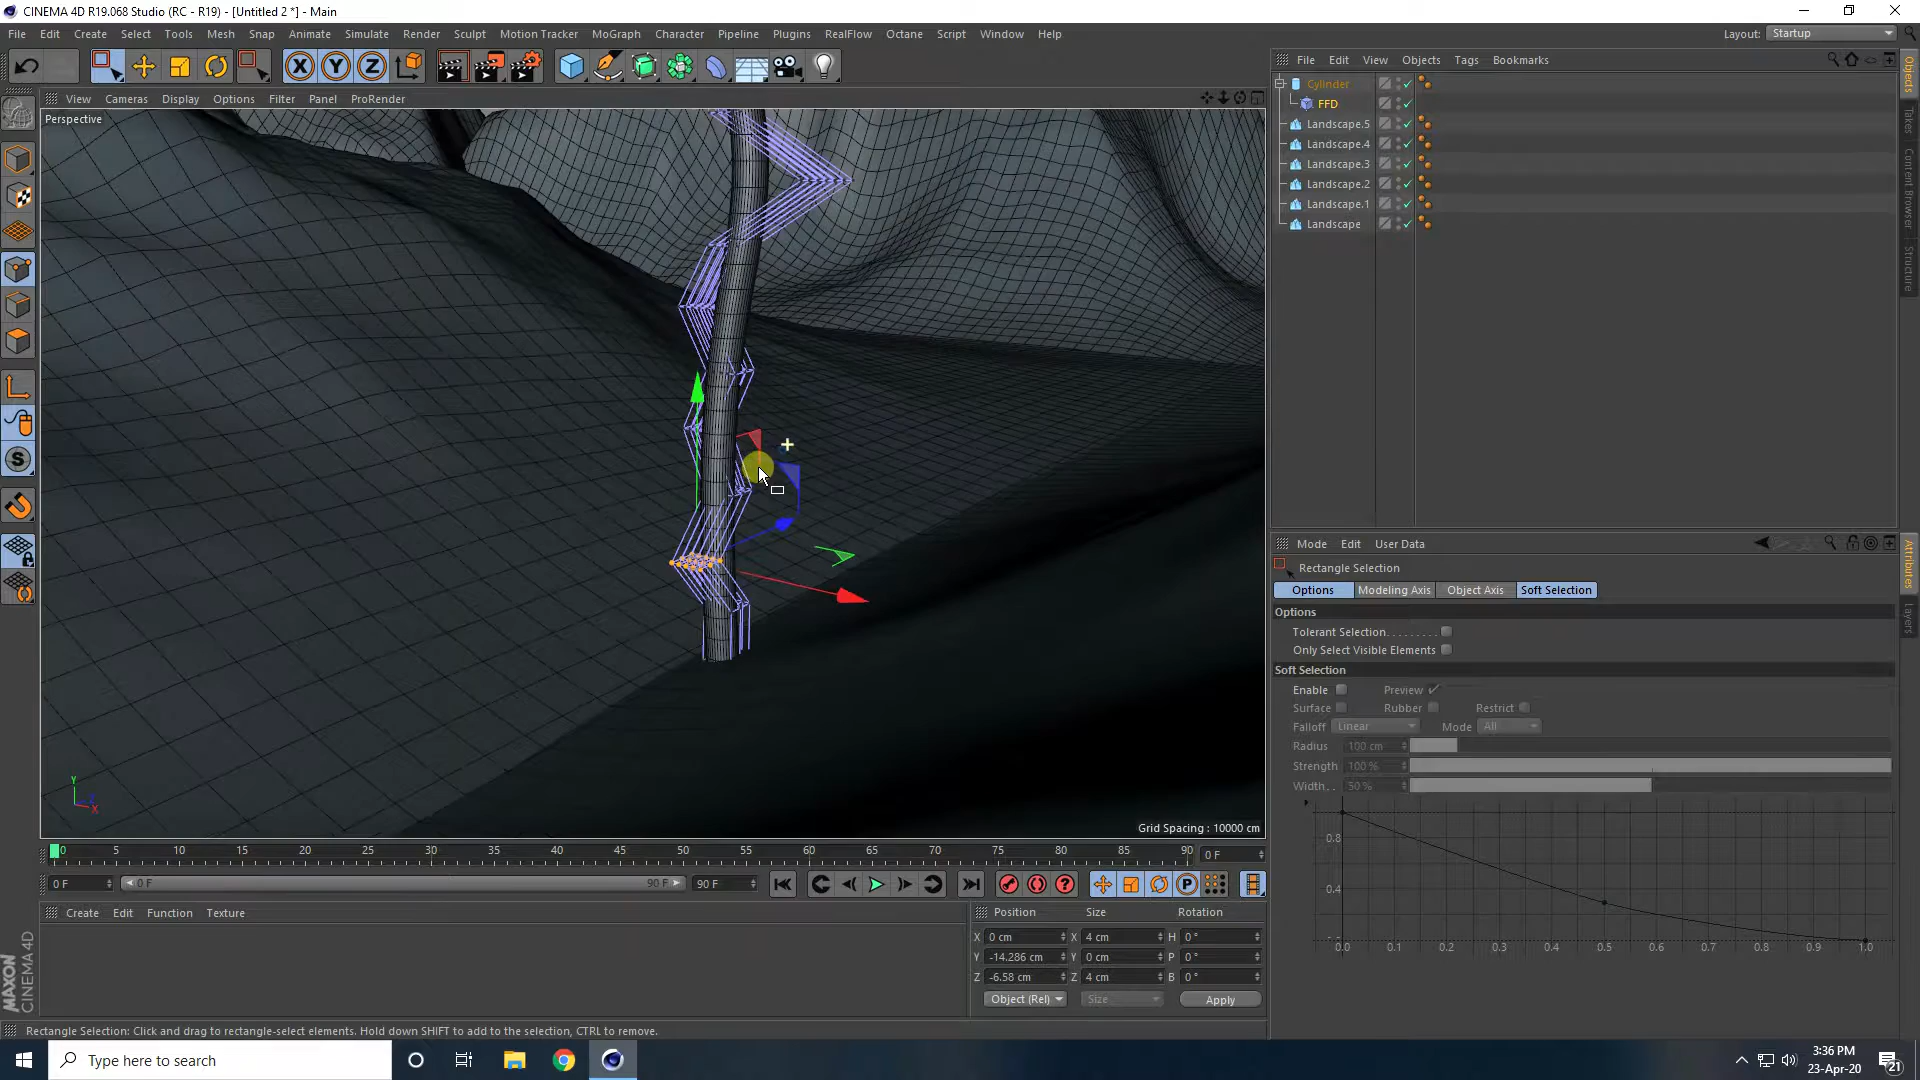 CINEMA 4D R19.068 Studio (RC - R19) - [Untitled 2 *] - Main
File Edit Create Select Tools Mesh Snap Animate Simulate Render Sculpt Motion Tracker MoGraph Character Pipeline Plugins RealFlow Octane Script Window Help
Layout: Startup
X Y Z
File Edit View Objects Tags Bookmarks
View Cameras Display Options Filter Panel ProRender
Perspective
Cylinder
FFD
Landscape.5
Landscape.4
Landscape.3
Landscape.2
Landscape.1
Landscape
Objects
Takes
Content Browser
Structure
Mode Edit User Data
Rectangle Selection
Options Modeling Axis Object Axis Soft Selection
Options
Tolerant Selection
Only Select Visible Elements
Soft Selection
Enable Preview
Surface Rubber Restrict
Falloff Linear Mode All
Radius 100 cm
Strength 100 %
Width 50 %
0.8
0.4
0.0 0.1 0.2 0.3 0.4 0.5 0.6 0.7 0.8 0.9 1.0
Attributes
Layers
Y
Z
X
Grid Spacing : 10000 cm
0 5 10 15 20 25 30 35 40 45 50 55 60 65 70 75 80 85 90 0 F
0 F 0 F 90 F 90 F
Create Edit Function Texture
Position Size Rotation
X 0 cm X 4 cm H 0 °
Y -14.286 cm Y 0 cm P 0 °
Z -6.58 cm Z 4 cm B 0 °
Object (Rel) Size Apply
MAXON CINEMA 4D
Rectangle Selection: Click and drag to rectangle-select elements. Hold down SHIFT to add to the selection, CTRL to remove.
Type here to search
3:36 PM
23-Apr-20
21